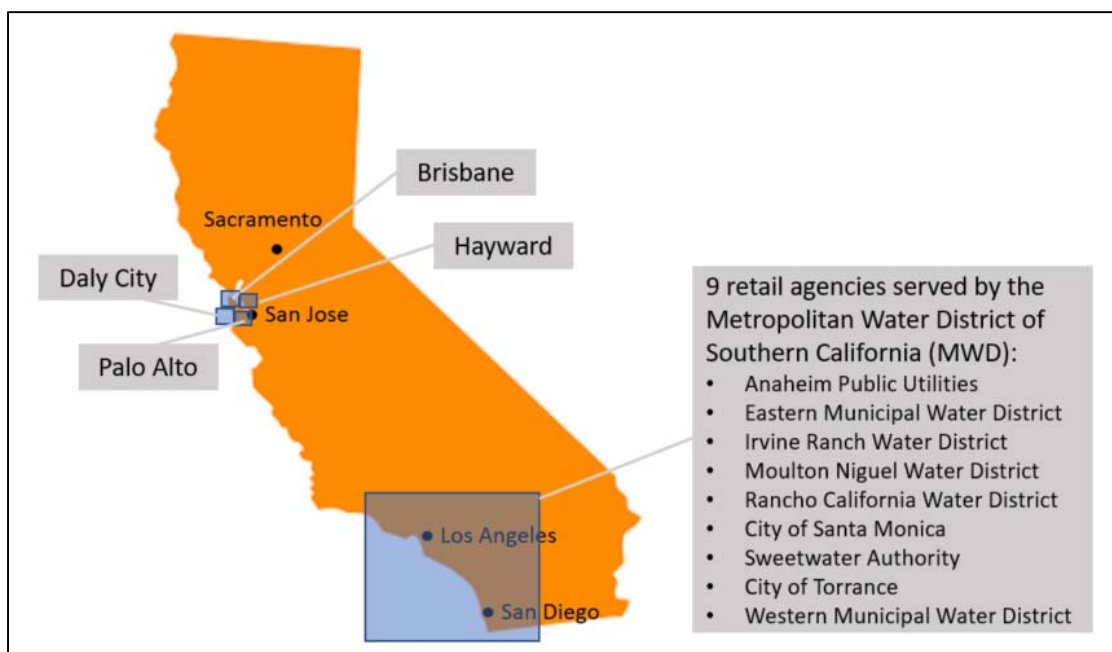 Brisbane
Sacramento
Hayward
Daly City
San Jose
Palo Alto
9 retail agencies served by the
Metropolitan Water District of
Southern California (MWD):
• Anaheim Public Utilities
• Eastern Municipal Water District
• Irvine Ranch Water District
• Moulton Niguel Water District
• Rancho California Water District
• City of Santa Monica
• Sweetwater Authority
• City of Torrance
• Western Municipal Water District
Los Angeles
San Diego